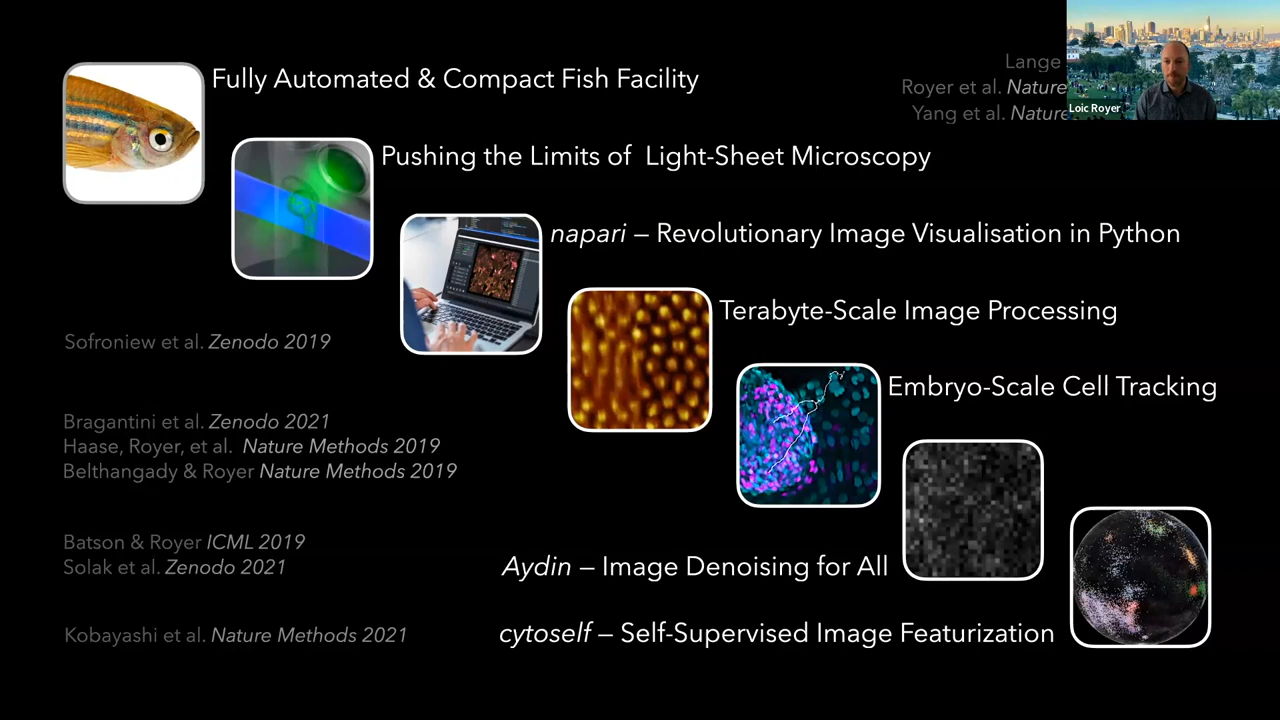 Fully Automated & Compact Fish Facility
Lange
Royer et al. Nature
Yang et al. Nature
Loic Royer
Pushing the Limits of Light-Sheet Microscopy
napari – Revolutionary Image Visualisation in Python
Terabyte-Scale Image Processing
Sofroniew et al. Zenodo 2019
Embryo-Scale Cell Tracking
Bragantini et al. Zenodo 2021
Haase, Royer, et al. Nature Methods 2019
Belthangady & Royer Nature Methods 2019
Batson & Royer ICML 2019
Solak et al. Zenodo 2021
Aydin – Image Denoising for All
Kobayashi et al. Nature Methods 2021
cytoself – Self-Supervised Image Featurization